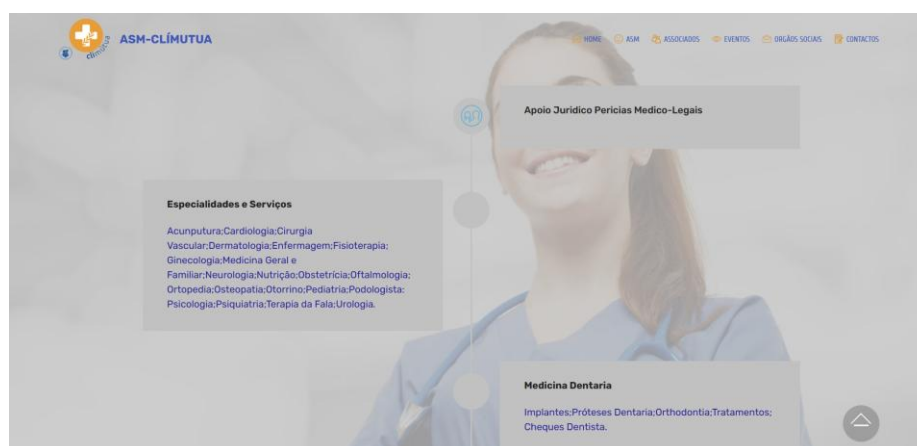 climutua
ASM-CLÍMUTUA
HOME
ASM
ASSOCIADOS
EVENTOS
ORGÃOS SOCIAIS
CONTACTOS
Apoio Juridico Pericias Medico-Legais
Especialidades e Serviços
Acunputura;Cardiologia;Cirurgia
Vascular;Dermatologia;Enfermagem;Fisioterapia;
Ginecologia;Medicina Geral e
Familiar;Neurologia;Nutrição;Obstetrícia;Oftalmologia;
Ortopedia;Osteopatia;Otorrino;Pediatria;Podologista:
Psicologia;Psiquiatria;Terapia da Fala;Urologia.
Medicina Dentaria
Implantes;Próteses Dentaria;Orthodontia;Tratamentos;
Cheques Dentista.